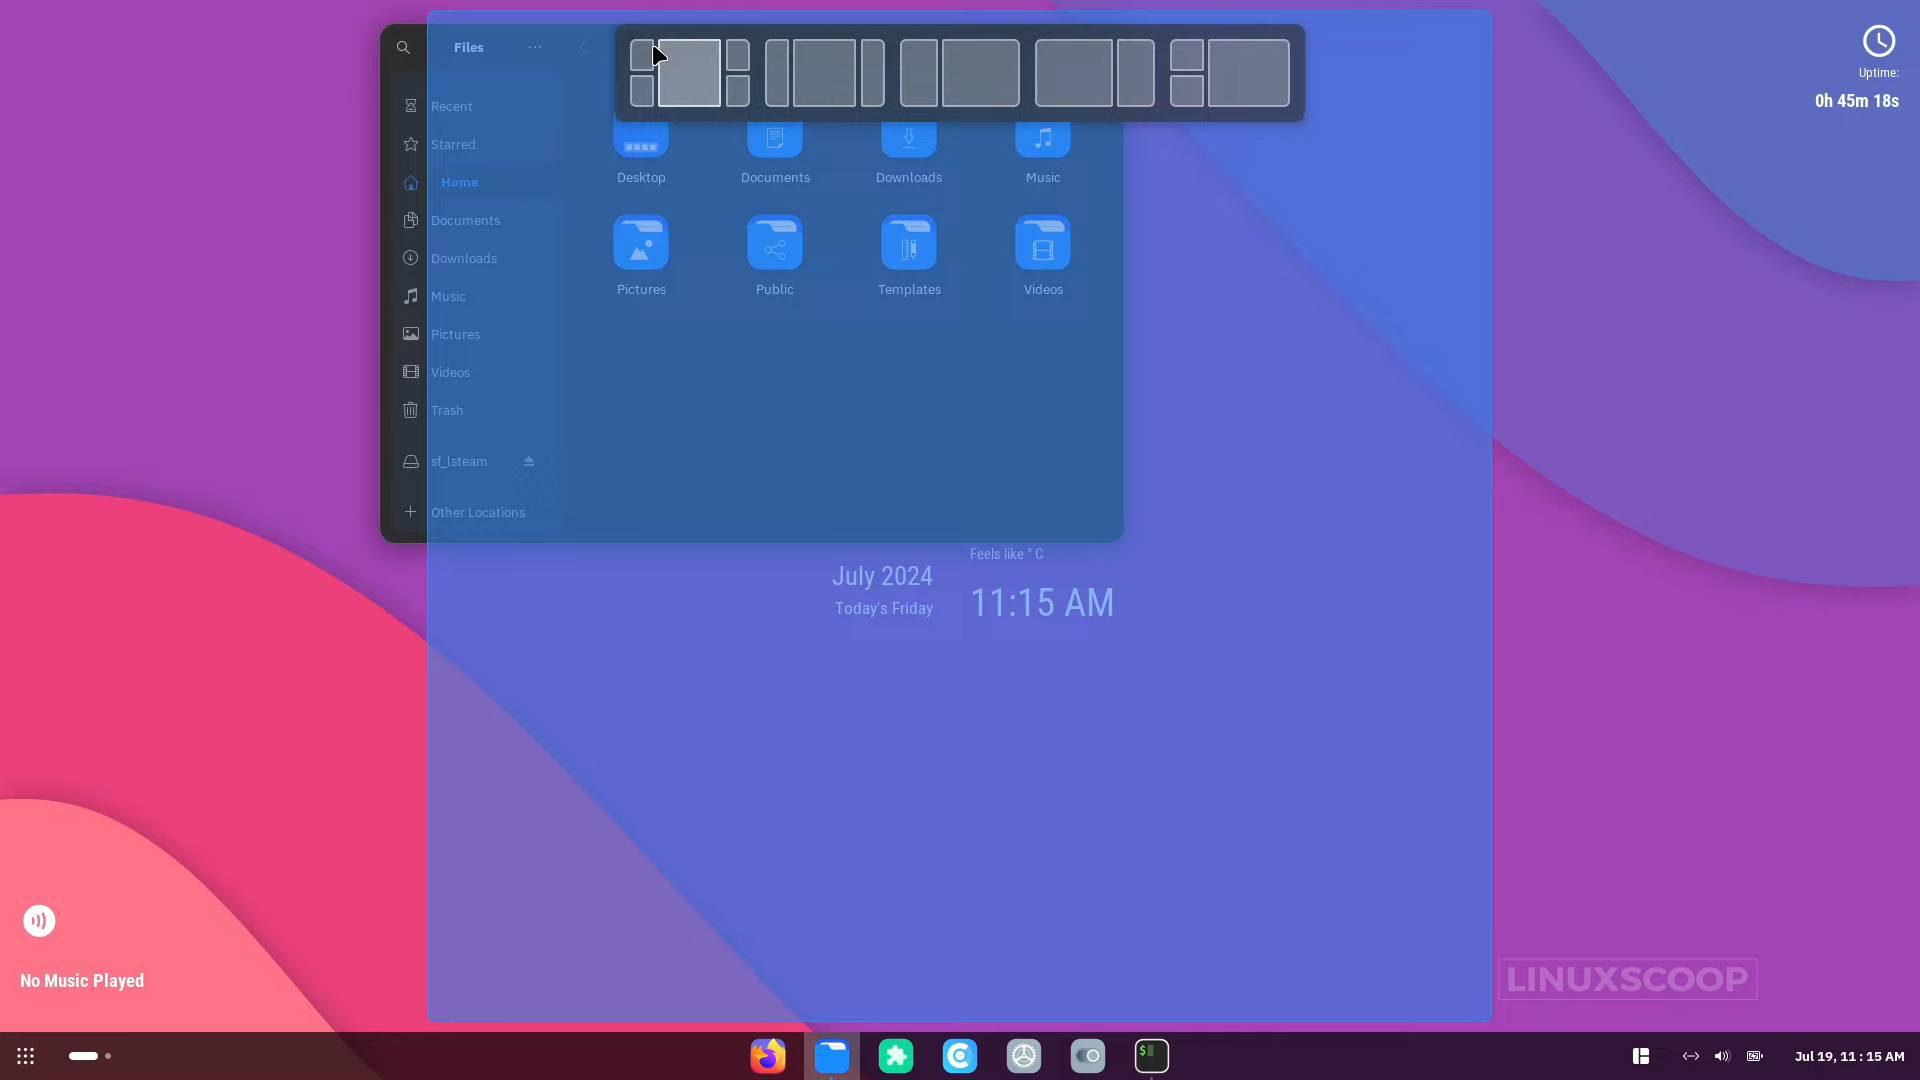 Files
Uptime:
0h 45m 18s
Recent
Starred
Home
Documents
Downloads
Music
Pictures
Videos
Trash
sf_lsteam
Other Locations
Desktop
Documents
Downloads
Music
Pictures
Public
Templates
Videos
Feels like ° C
July 2024
Today's Friday
11:15 AM
No Music Played
LINUXSCOOP
$
Jul 19, 11 : 15 AM